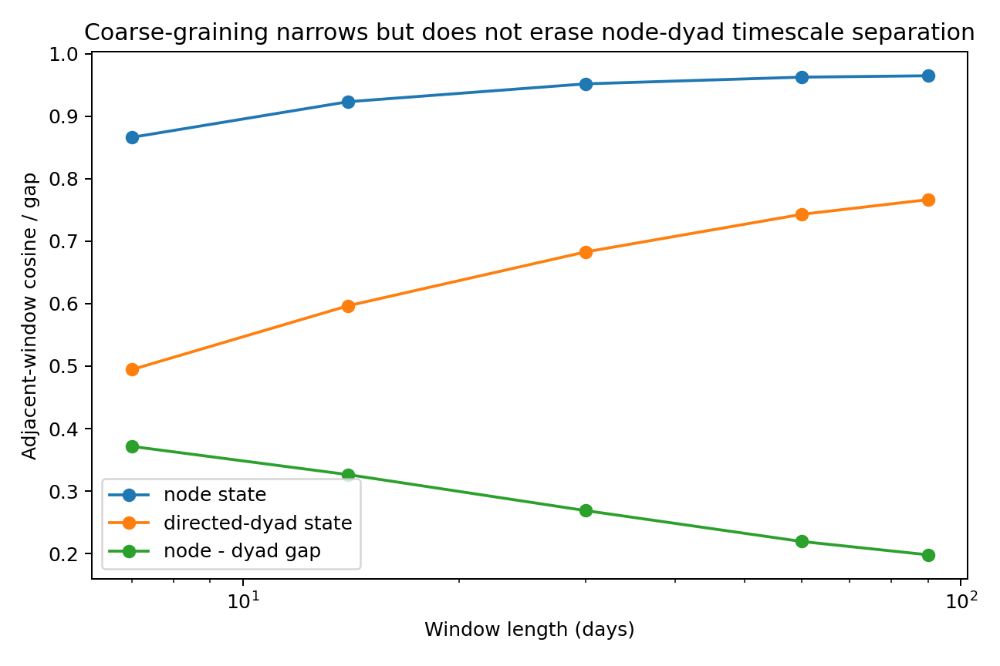 Coarse-graining narrows but does not erase node-dyad timescale separation
1.0
0.9
0.8
0.7
0.6
0.5
0.4
0.3
0.2
Adjacent-window cosine / gap
node state
directed-dyad state
node - dyad gap
10¹
10²
Window length (days)